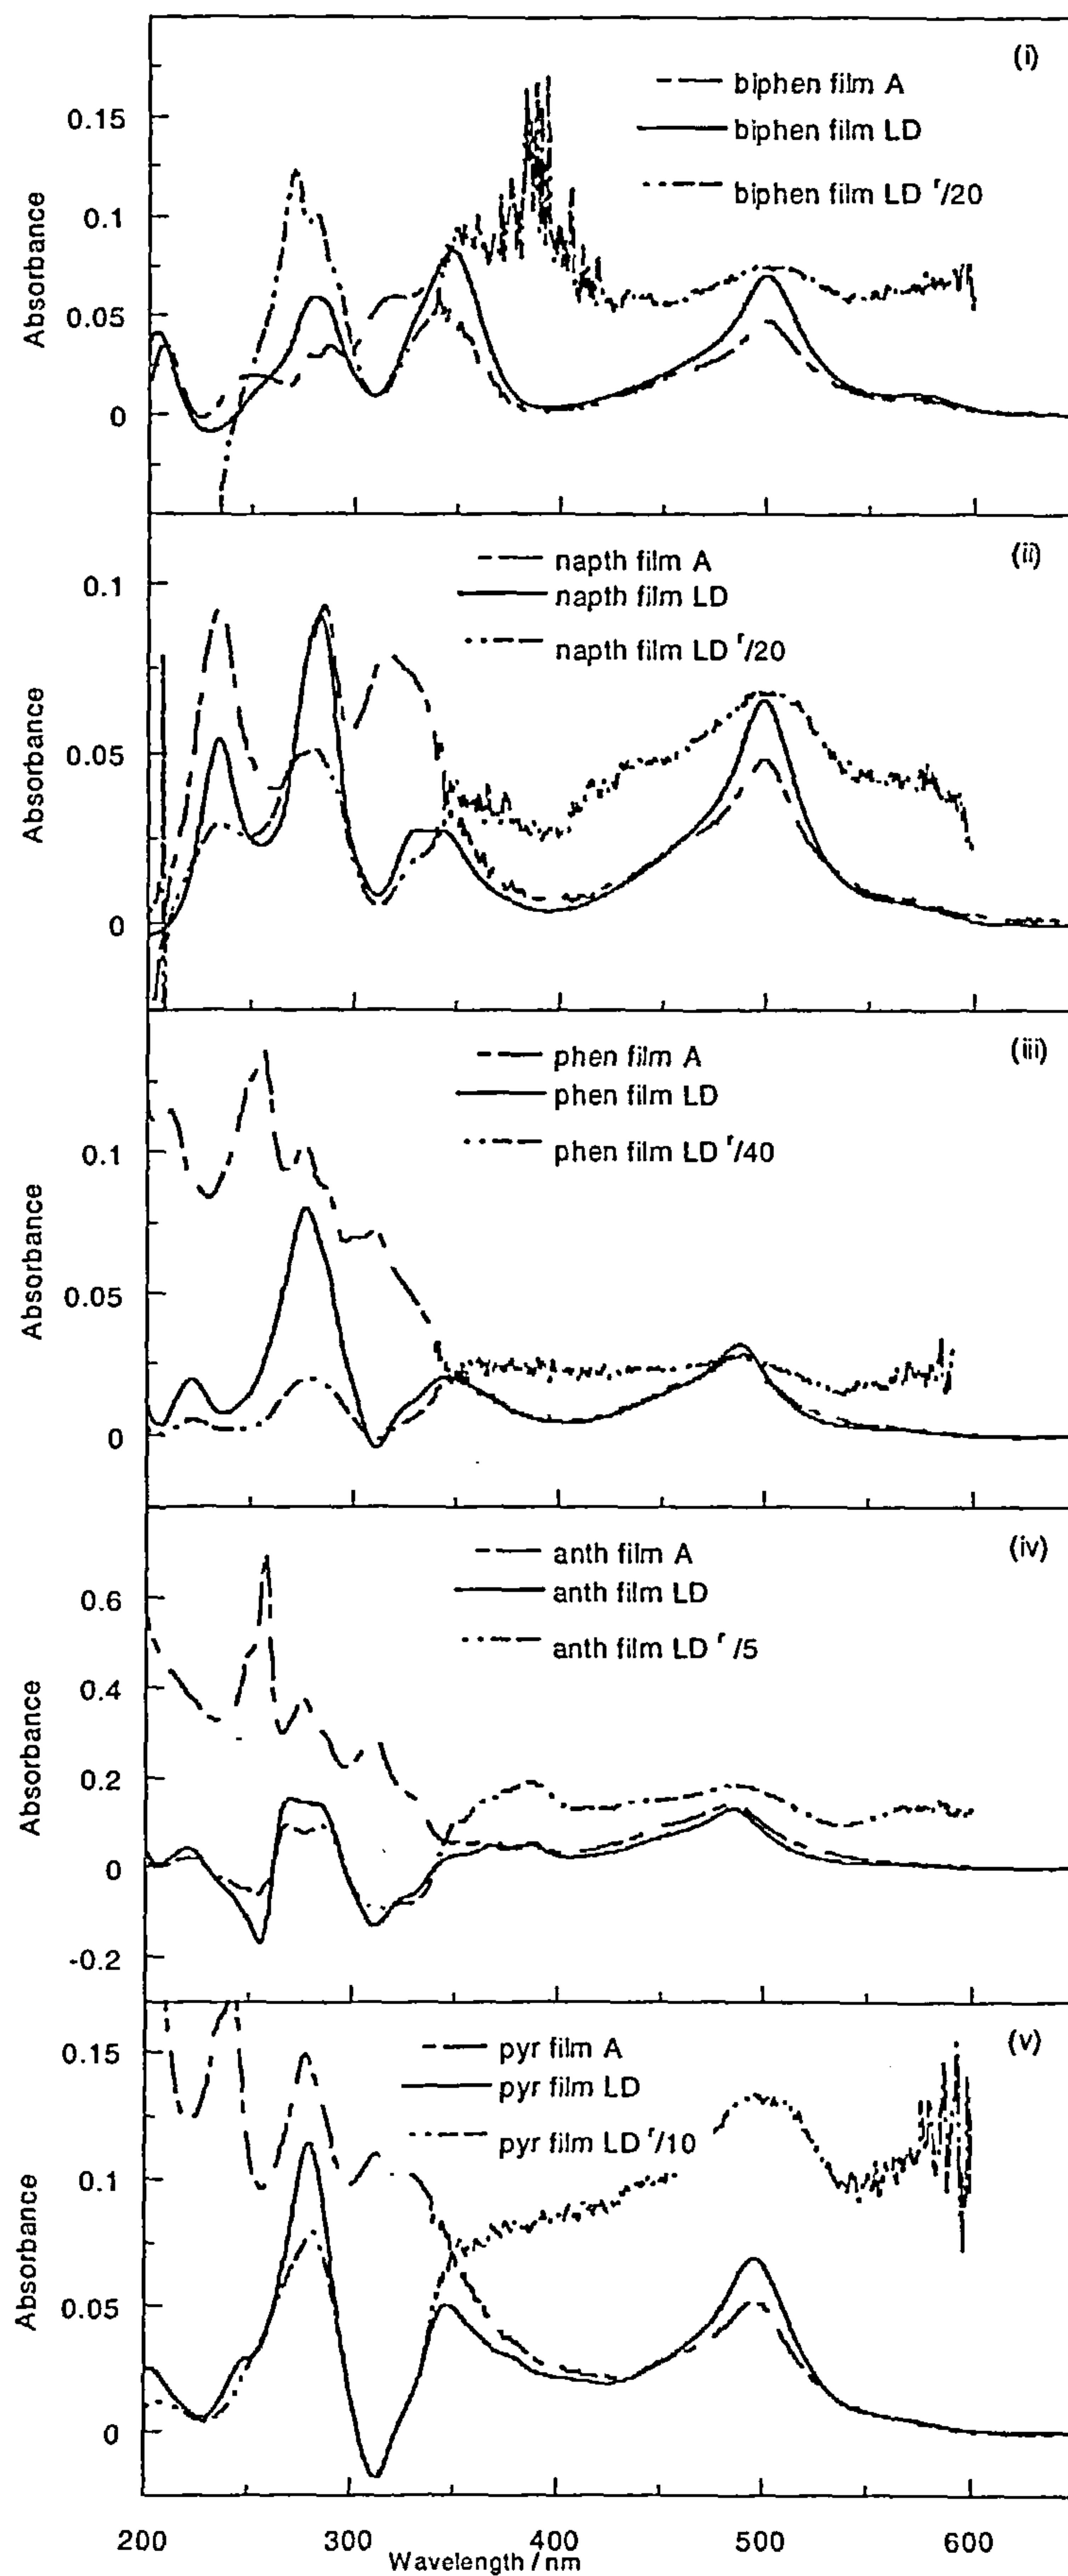 (i)
biphen film A
biphen film LD
biphen film LD r/20
0.15
0.1
0.05
0
Absorbance
(ii)
napth film A
napth film LD
napth film LD r/20
0.1
0.05
0
Absorbance
(iii)
phen film A
phen film LD
phen film LD r/40
0.1
0.05
0
Absorbance
(iv)
anth film A
anth film LD
anth film LD r/5
0.6
0.4
0.2
0
-0.2
Absorbance
(v)
pyr film A
pyr film LD
pyr film LD r/10
0.15
0.1
0.05
0
Absorbance
200 300 400 500 600
Wavelength / nm